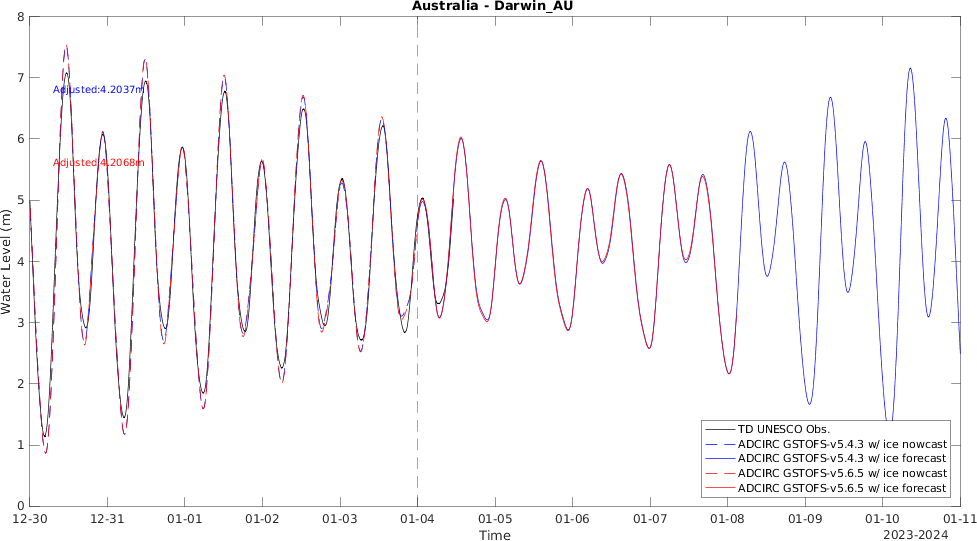 Australia - Darwin_AU
8
7
Adjusted:4.2037m
6
Adjusted:4.2068m
5
4
3
2
1
0
Water Level (m)
TD UNESCO Obs.
ADCIRC GSTOFS-v5.4.3 w/ ice nowcast
ADCIRC GSTOFS-v5.4.3 w/ ice forecast
ADCIRC GSTOFS-v5.6.5 w/ ice nowcast
ADCIRC GSTOFS-v5.6.5 w/ ice forecast
12-30 12-31 01-01 01-02 01-03 01-04 01-05 01-06 01-07 01-08 01-09 01-10 01-11
Time
2023-2024